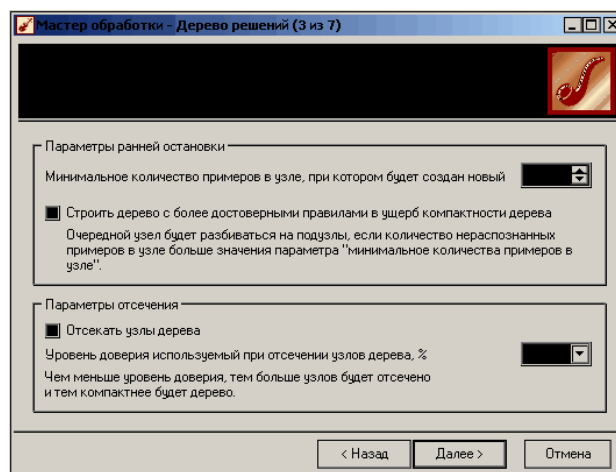 Мастер обработки - Дерево решений (3 из 7)
Параметры ранней остановки
Минимальное количество примеров в узле, при котором будет создан новый
Строить дерево с более достоверными правилами в ущерб компактности дерева
Очередной узел будет разбиваться на подузлы, если количество нераспознанных
примеров в узле больше значения параметра "минимальное количества примеров в
узле".
Параметры отсечения
Отсекать узлы дерева
Уровень доверия используемый при отсечении узлов дерева, %
Чем меньше уровень доверия, тем больше узлов будет отсечено
и тем компактнее будет дерево.
< Назад Далее > Отмена